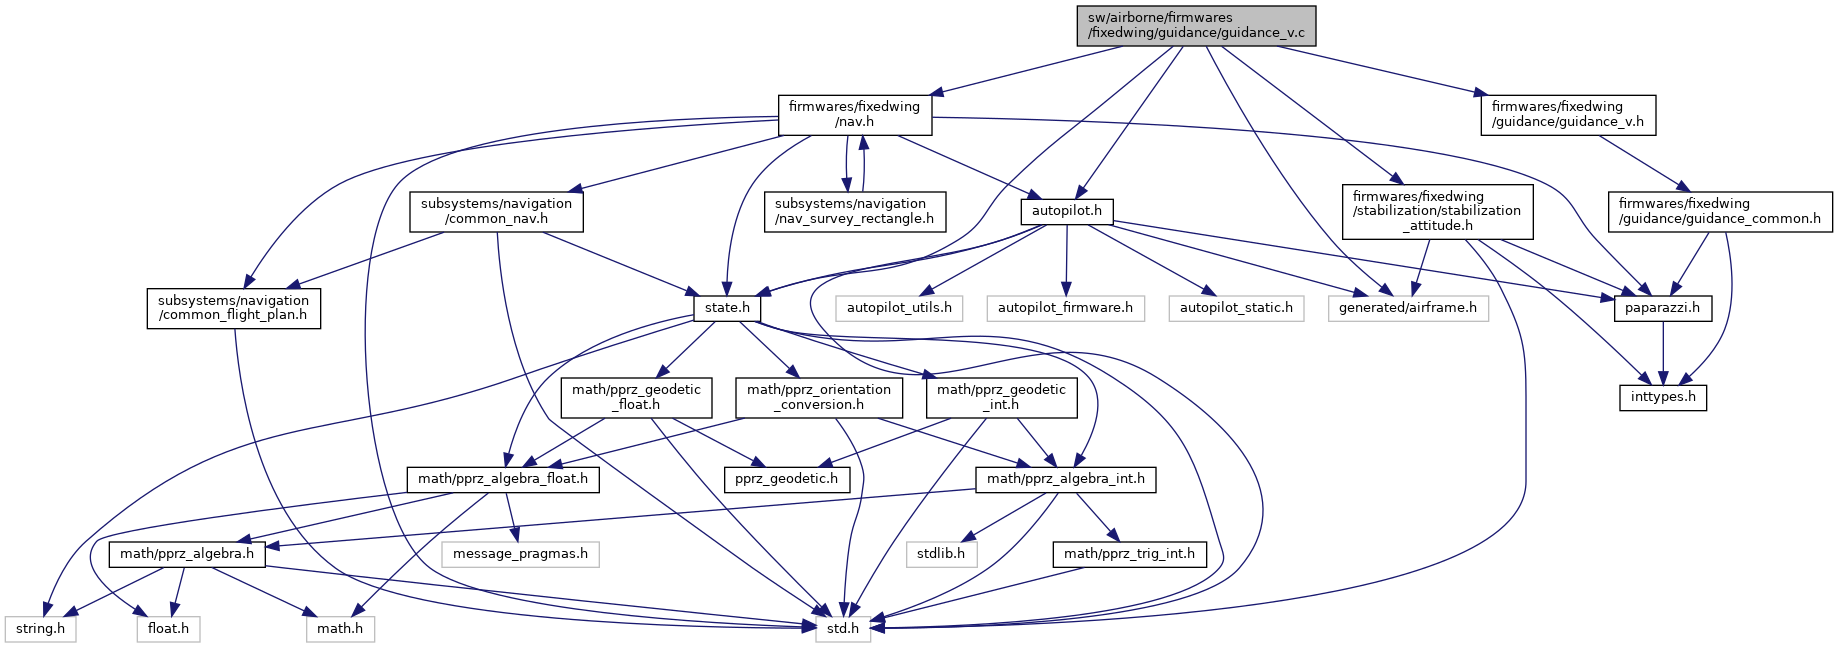 sw/airborne/firmwares
/fixedwing/guidance/guidance_v.c
firmwares/fixedwing
/nav.h
firmwares/fixedwing
/guidance/guidance_v.h
subsystems/navigation
/common_nav.h
subsystems/navigation
/nav_survey_rectangle.h
autopilot.h
firmwares/fixedwing
/stabilization/stabilization
_attitude.h
firmwares/fixedwing
/guidance/guidance_common.h
subsystems/navigation
/common_flight_plan.h
state.h
autopilot_utils.h
autopilot_firmware.h
autopilot_static.h
generated/airframe.h
paparazzi.h
math/pprz_geodetic
_float.h
math/pprz_orientation
_conversion.h
math/pprz_geodetic
_int.h
inttypes.h
math/pprz_algebra_float.h
pprz_geodetic.h
math/pprz_algebra_int.h
math/pprz_algebra.h
message_pragmas.h
stdlib.h
math/pprz_trig_int.h
string.h
float.h
math.h
std.h